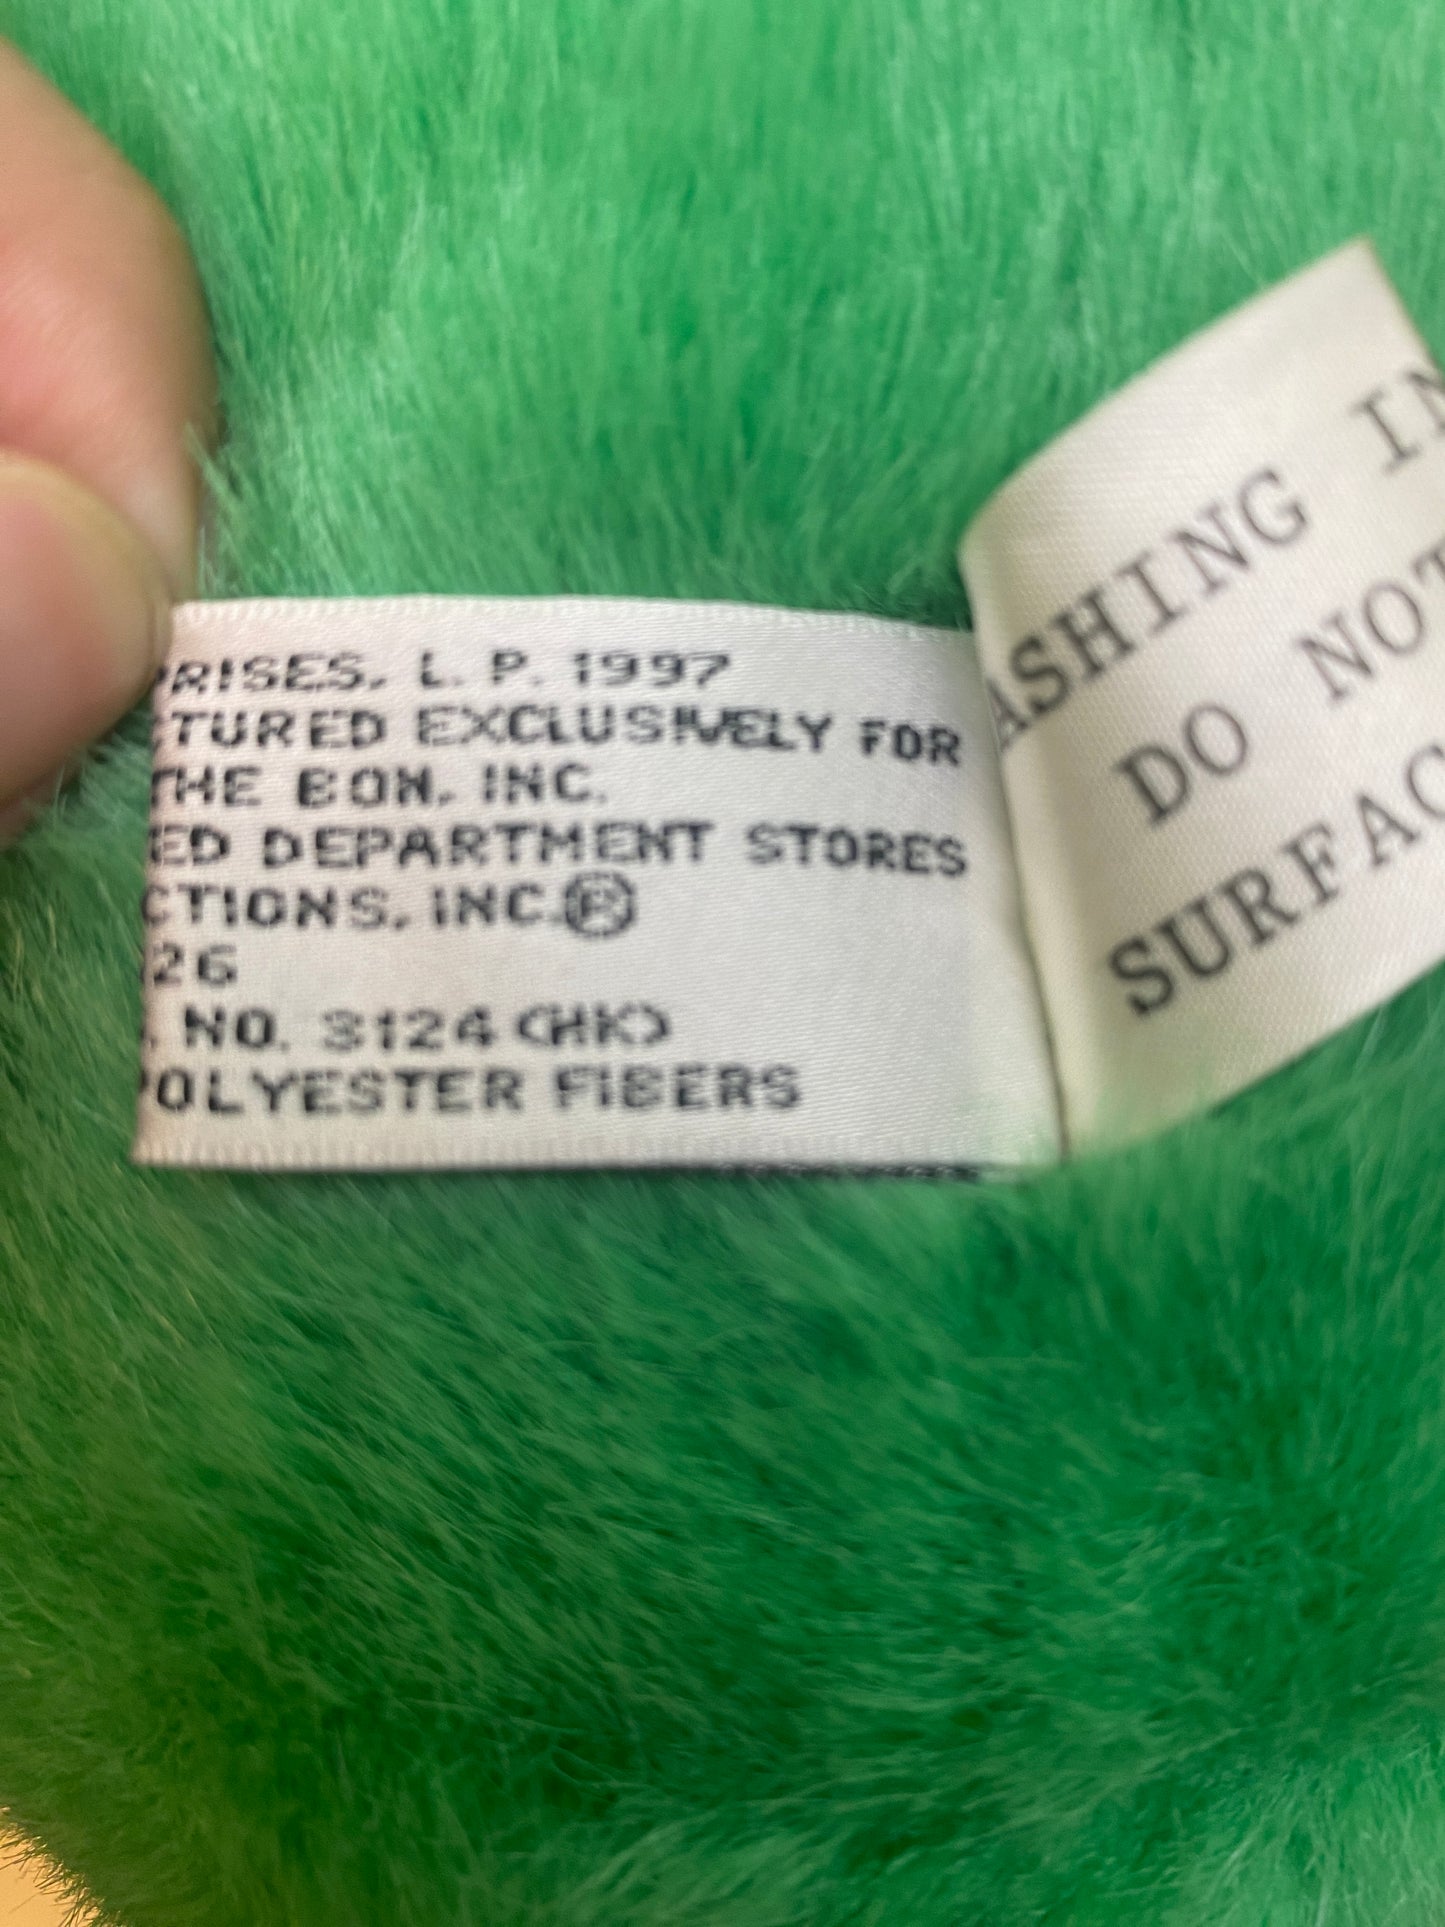 PRISES, L. P. 1997
CTURED EXCLUSIVELY FOR
THE BON, INC.
ED DEPARTMENT STORES
CTIONS, INC.®
26
. NO. 3124 (HK)
POLYESTER FIBERS
ASHING IN
DO NOT
SURFAC